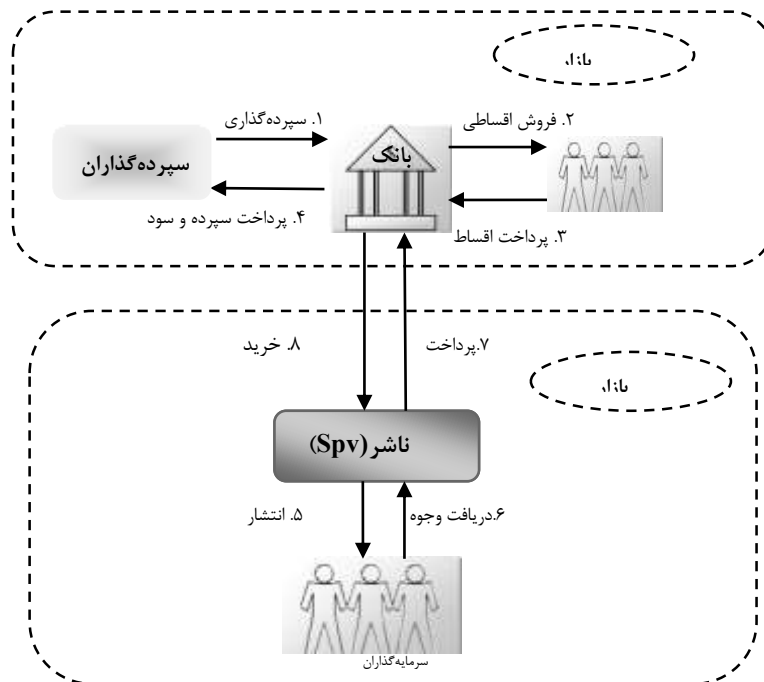 بازار
۱. سپرده‌گذاری
۲. فروش اقساطی
سپرده‌گذاران
بانک
۴. پرداخت سپرده و سود
۳. پرداخت اقساط
۸. خرید
۷.پرداخت
بازار
ناشر(Spv)
۵. انتشار
۶.دریافت وجوه
سرمایه‌گذاران